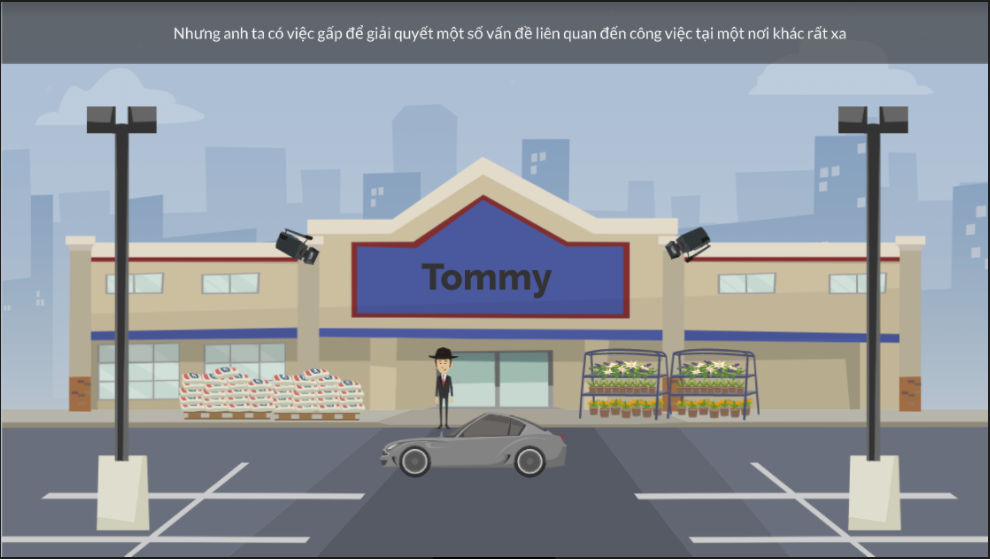 Nhưng anh ta có việc gấp để giải quyết một số vấn đề liên quan đến công việc tại một nơi khác rất xa
Tommy